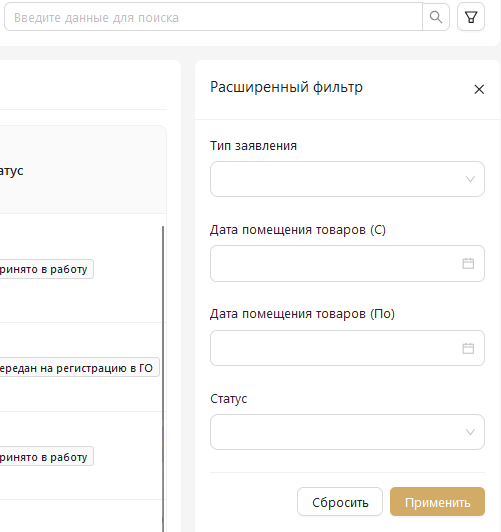 Введите данные для поиска
Расширенный фильтр
Тип заявления
атус
Дата помещения товаров (С)
ринято в работу
Дата помещения товаров (По)
ередан на регистрацию в ГО
Статус
ринято в работу
Сбросить
Применить